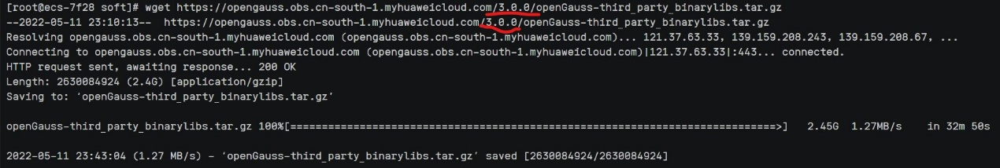 [root@ecs-7f28 soft]# wget https://opengauss.obs.cn-south-1.myhuaweicloud.com/3.0.0/openGauss-third_party_binarylibs.tar.gz
--2022-05-11 23:10:13--  https://opengauss.obs.cn-south-1.myhuaweicloud.com/3.0.0/openGauss-third_party_binarylibs.tar.gz
Resolving opengauss.obs.cn-south-1.myhuaweicloud.com (opengauss.obs.cn-south-1.myhuaweicloud.com)... 121.37.63.33, 139.159.208.243, 139.159.208.67, ...
Connecting to opengauss.obs.cn-south-1.myhuaweicloud.com (opengauss.obs.cn-south-1.myhuaweicloud.com)|121.37.63.33|:443... connected.
HTTP request sent, awaiting response... 200 OK
Length: 2630084924 (2.4G) [application/gzip]
Saving to: ‘openGauss-third_party_binarylibs.tar.gz’
openGauss-third_party_binarylibs.tar.gz 100%[=============================================================================>]   2.45G  1.27MB/s    in 32m 50s
2022-05-11 23:43:04 (1.27 MB/s) - ‘openGauss-third_party_binarylibs.tar.gz’ saved [2630084924/2630084924]